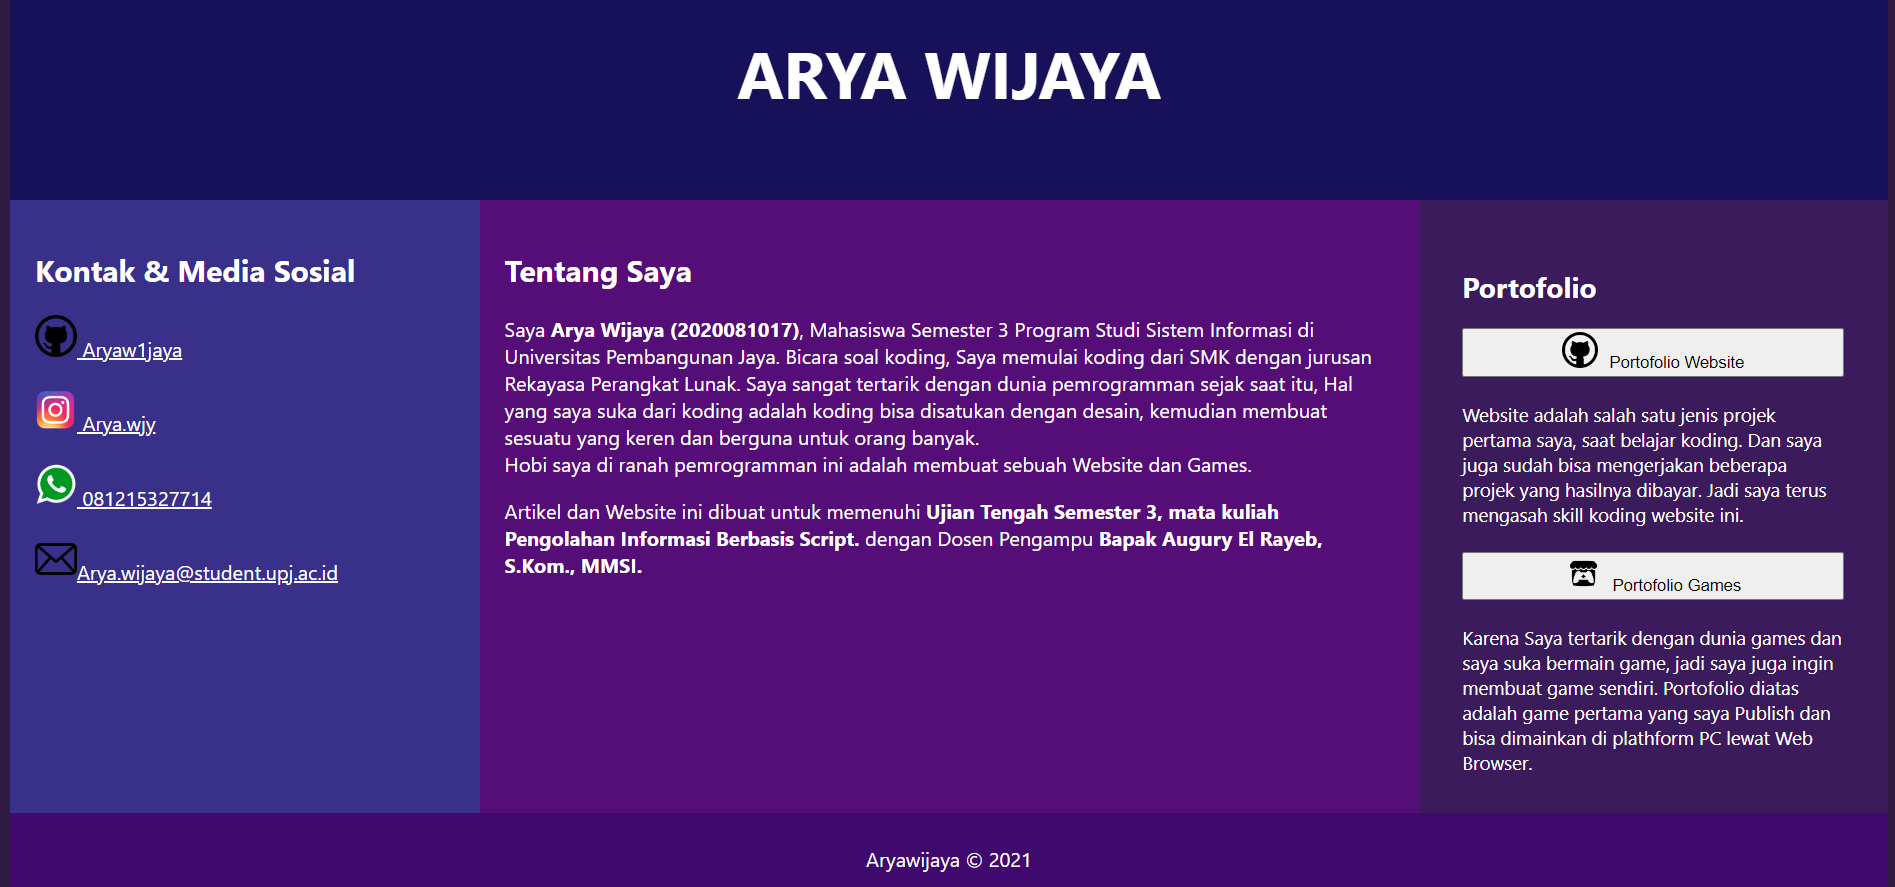 ARYA WIJAYA
Kontak & Media Sosial
Aryaw1jaya
Arya.wjy
081215327714
Arya.wijaya@student.upj.ac.id
Tentang Saya
Saya Arya Wijaya (2020081017), Mahasiswa Semester 3 Program Studi Sistem Informasi di
Universitas Pembangunan Jaya. Bicara soal koding, Saya memulai koding dari SMK dengan jurusan
Rekayasa Perangkat Lunak. Saya sangat tertarik dengan dunia pemrogramman sejak saat itu, Hal
yang saya suka dari koding adalah koding bisa disatukan dengan desain, kemudian membuat
sesuatu yang keren dan berguna untuk orang banyak.
Hobi saya di ranah pemrogramman ini adalah membuat sebuah Website dan Games.
Artikel dan Website ini dibuat untuk memenuhi Ujian Tengah Semester 3, mata kuliah
Pengolahan Informasi Berbasis Script. dengan Dosen Pengampu Bapak Augury El Rayeb,
S.Kom., MMSI.
Portofolio
Portofolio Website
Website adalah salah satu jenis projek
pertama saya, saat belajar koding. Dan saya
juga sudah bisa mengerjakan beberapa
projek yang hasilnya dibayar. Jadi saya terus
mengasah skill koding website ini.
Portofolio Games
Karena Saya tertarik dengan dunia games dan
saya suka bermain game, jadi saya juga ingin
membuat game sendiri. Portofolio diatas
adalah game pertama yang saya Publish dan
bisa dimainkan di plathform PC lewat Web
Browser.
Aryawijaya © 2021